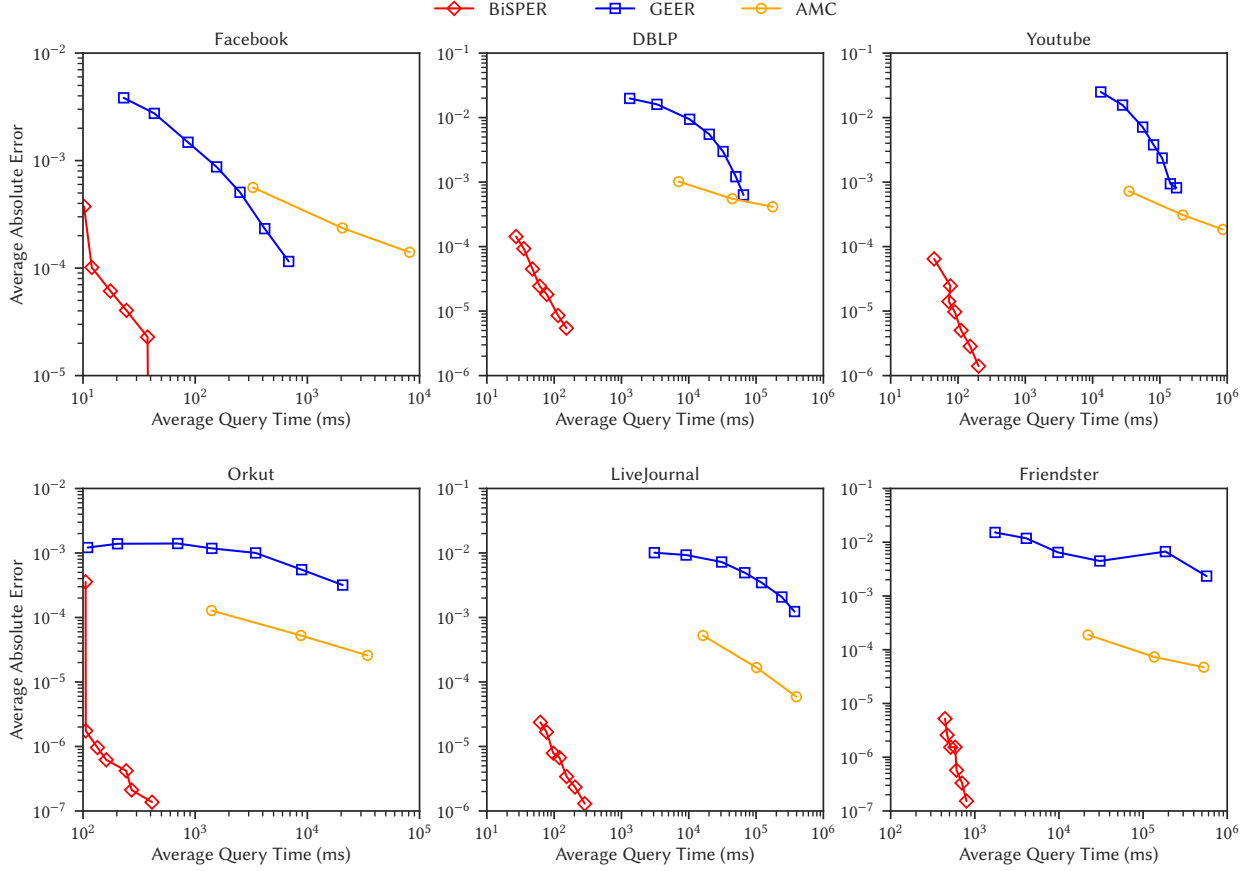 BiSPER GEER AMC
Facebook
DBLP
Youtube
Average Absolute Error
10⁻²
10⁻³
10⁻⁴
10⁻⁵
10¹ 10² 10³ 10⁴
Average Query Time (ms)
10⁻¹
10⁻²
10⁻³
10⁻⁴
10⁻⁵
10⁻⁶
10¹ 10² 10³ 10⁴ 10⁵ 10⁶
Average Query Time (ms)
10⁻¹
10⁻²
10⁻³
10⁻⁴
10⁻⁵
10⁻⁶
10¹ 10² 10³ 10⁴ 10⁵ 10⁶
Average Query Time (ms)
Orkut
LiveJournal
Friendster
Average Absolute Error
10⁻²
10⁻³
10⁻⁴
10⁻⁵
10⁻⁶
10⁻⁷
10² 10³ 10⁴ 10⁵
Average Query Time (ms)
10⁻¹
10⁻²
10⁻³
10⁻⁴
10⁻⁵
10⁻⁶
10¹ 10² 10³ 10⁴ 10⁵ 10⁶
Average Query Time (ms)
10⁻¹
10⁻²
10⁻³
10⁻⁴
10⁻⁵
10⁻⁶
10⁻⁷
10² 10³ 10⁴ 10⁵ 10⁶
Average Query Time (ms)